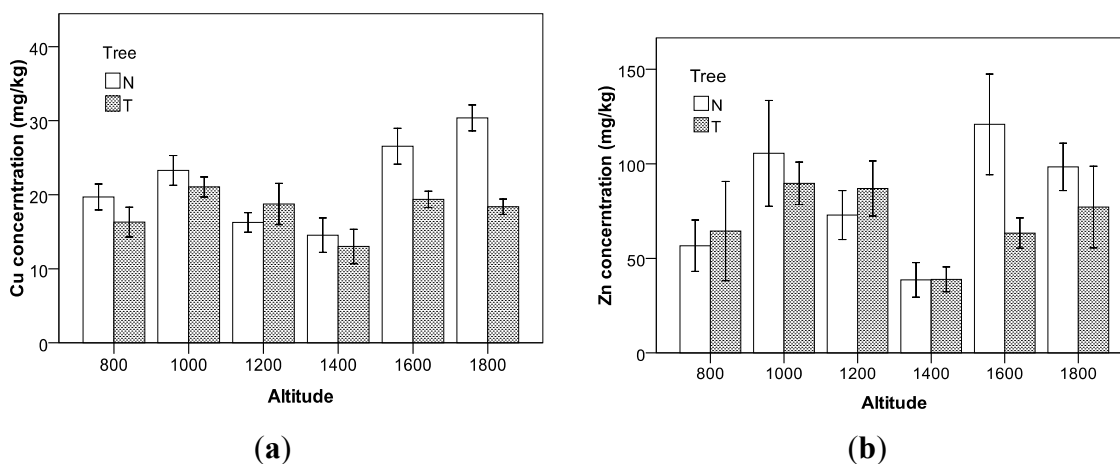 Tree
N
T
Cu concerntration (mg/kg)
40
30
20
10
0
800 1000 1200 1400 1600 1800
Altitude
(a)
Tree
N
T
Zn concerntration (mg/kg)
150
100
50
0
800 1000 1200 1400 1600 1800
Altitude
(b)